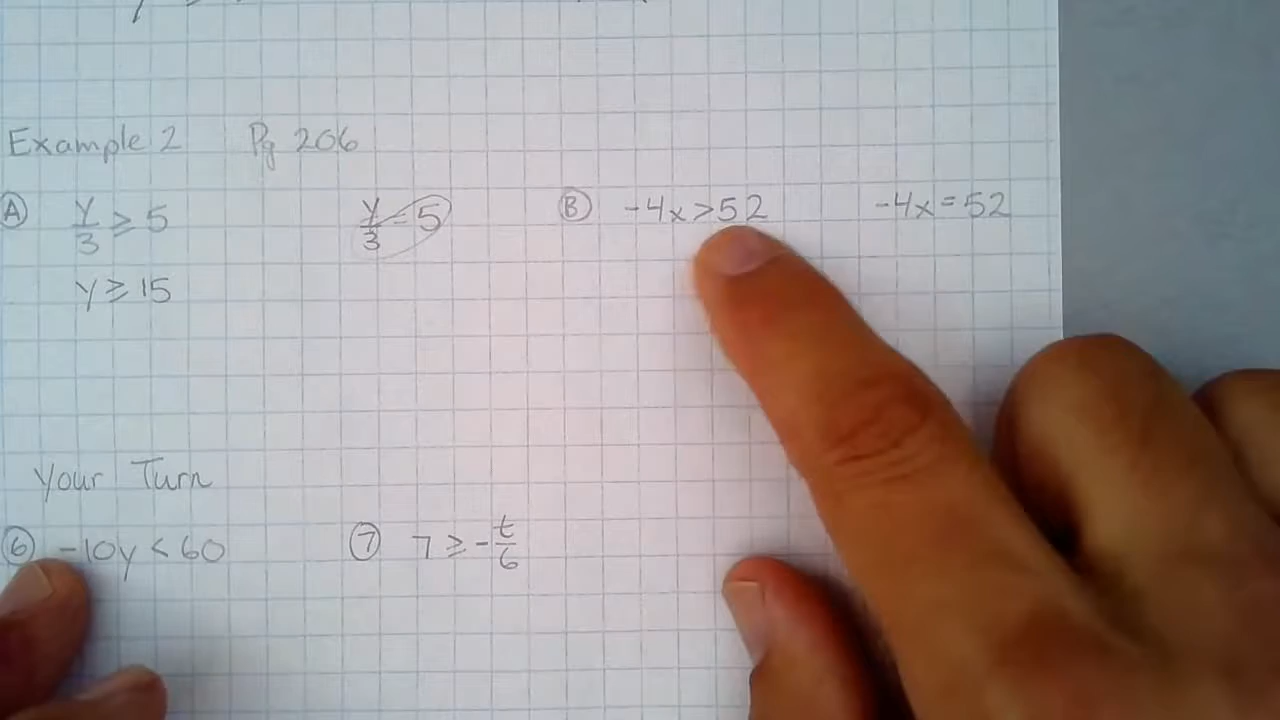 Example 2 Pg 206
A y/3 ≥ 5 y/3 = 5 B -4x > 52 -4x = 52
y ≥ 15
Your Turn
6 -10y < 60 7 7 ≥ -t/6